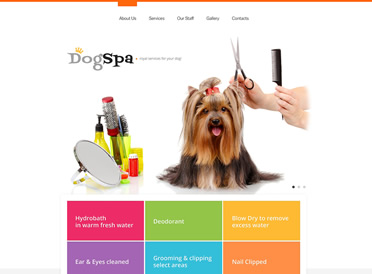 About Us Services Our Staff Gallery Contacts
DogSpa royal services for your dog!
Hydrobath
in warm fresh water
Deodorant
Blow Dry to remove
excess water
Ear & Eyes cleaned
Grooming & clipping
select areas
Nail Clipped